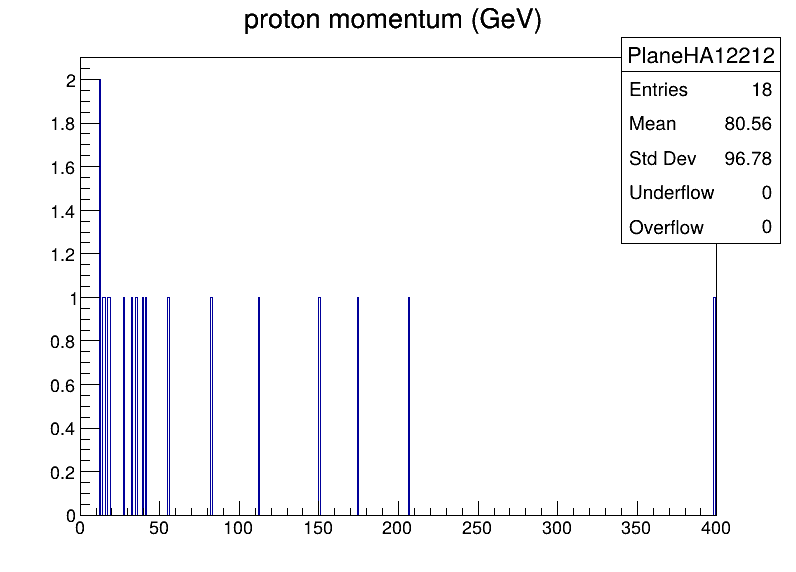 proton momentum (GeV)
PlaneHA12212
Entries 18
Mean 80.56
Std Dev 96.78
Underflow 0
Overflow 0
2
1.8
1.6
1.4
1.2
1
0.8
0.6
0.4
0.2
0
0 50 100 150 200 250 300 350 400